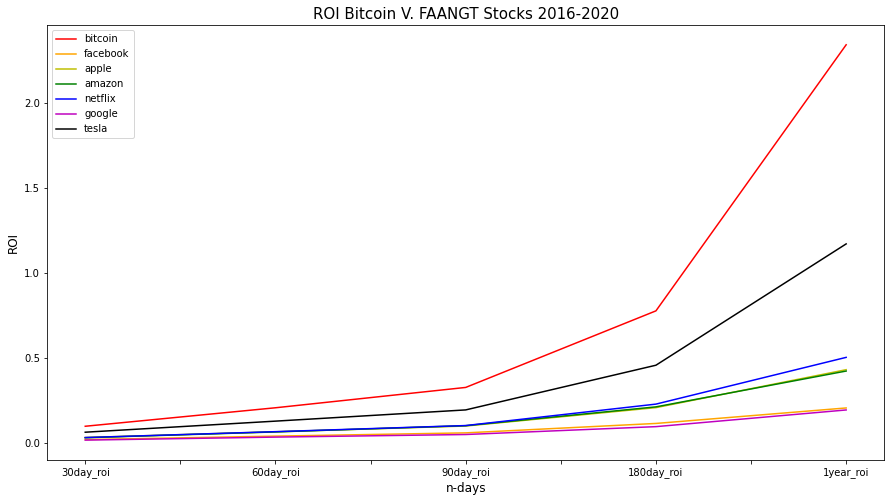 ROI Bitcoin V. FAANGT Stocks 2016-2020
bitcoin
facebook
apple
amazon
netflix
google
tesla
2.0
1.5
1.0
0.5
0.0
ROI
30day_roi 60day_roi 90day_roi 180day_roi 1year_roi
n-days